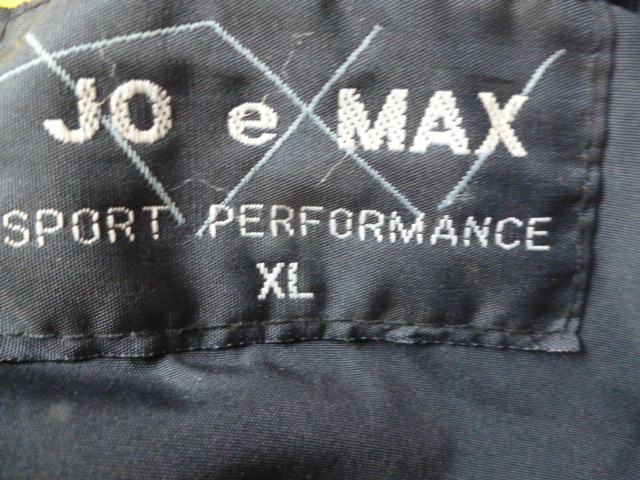 JO e MAX
SPORT PERFORMANCE
XL